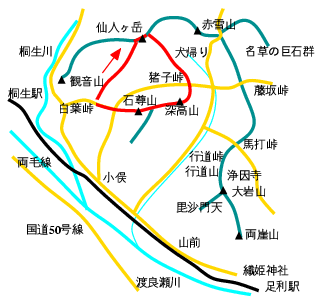 仙人ヶ岳
赤雪山
桐生川
犬帰り
名草の巨石群
観音山
猪子峠
桐生駅
石尊山
藤坂峠
白葉峠
深高山
馬打峠
両毛線
行道峠
小俣
行道山
浄因寺
大岩山
毘沙門天
国道50号線
両崖山
山前
織姫神社
渡良瀬川
足利駅